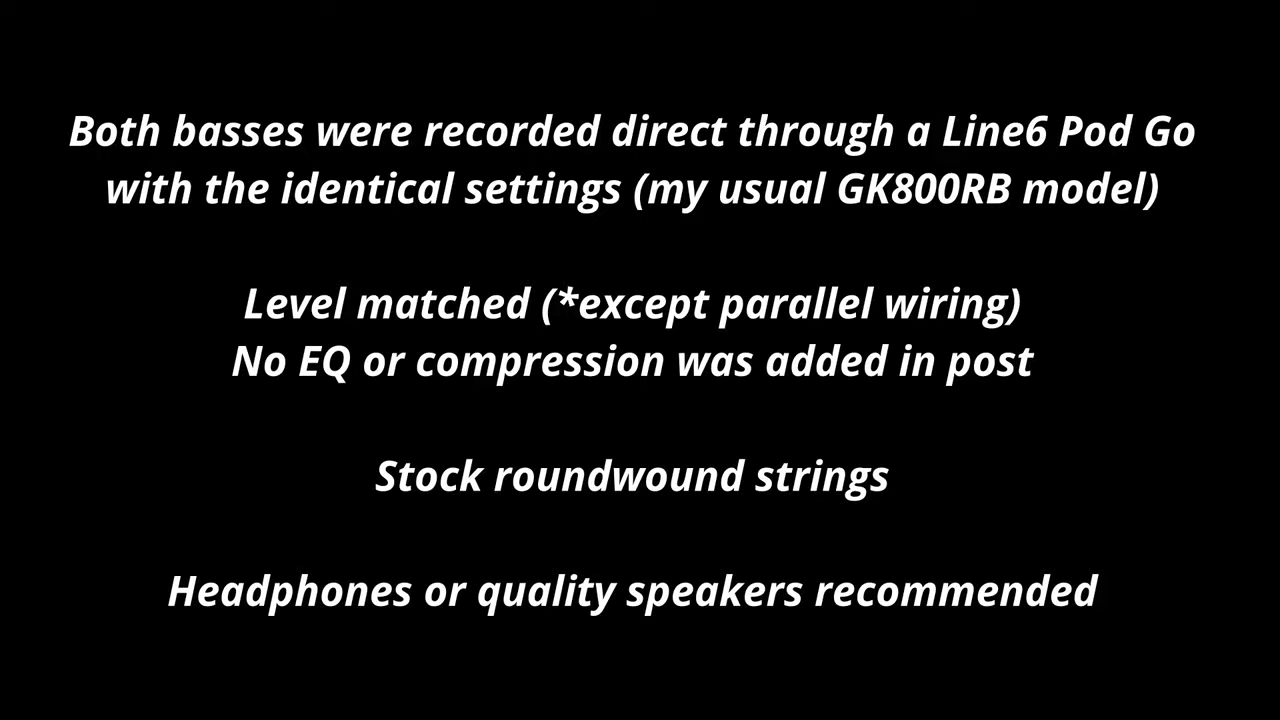 Both basses were recorded direct through a Line6 Pod Go
with the identical settings (my usual GK800RB model)
Level matched (*except parallel wiring)
No EQ or compression was added in post
Stock roundwound strings
Headphones or quality speakers recommended